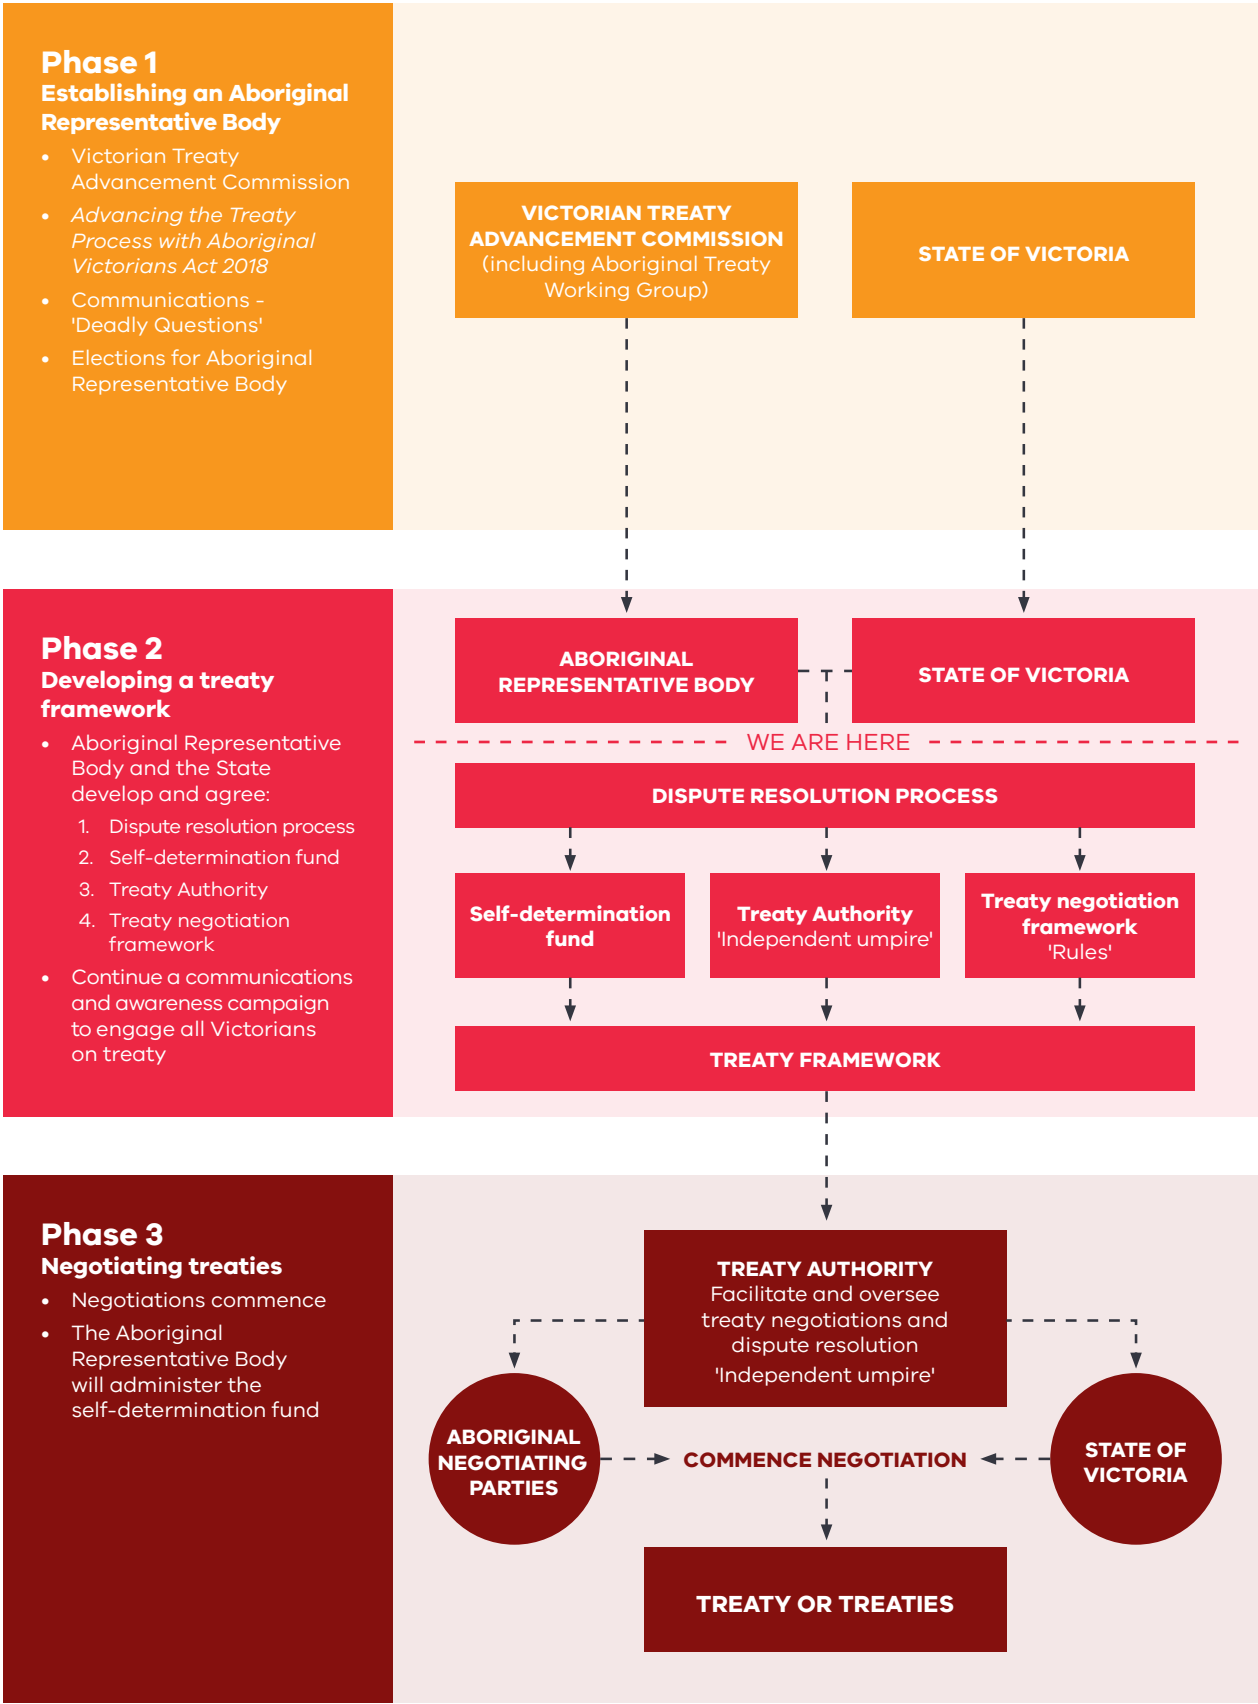 Phase 1
Establishing an Aboriginal
Representative Body
• Victorian Treaty
Advancement Commission
• Advancing the Treaty
Process with Aboriginal
Victorians Act 2018
• Communications -
'Deadly Questions'
• Elections for Aboriginal
Representative Body
VICTORIAN TREATY
ADVANCEMENT COMMISSION
(including Aboriginal Treaty
Working Group)
STATE OF VICTORIA
Phase 2
Developing a treaty
framework
• Aboriginal Representative
Body and the State
develop and agree:
1. Dispute resolution process
2. Self-determination fund
3. Treaty Authority
4. Treaty negotiation
framework
• Continue a communications
and awareness campaign
to engage all Victorians
on treaty
ABORIGINAL
REPRESENTATIVE BODY
STATE OF VICTORIA
WE ARE HERE
DISPUTE RESOLUTION PROCESS
Self-determination
fund
Treaty Authority
'Independent umpire'
Treaty negotiation
framework
'Rules'
TREATY FRAMEWORK
Phase 3
Negotiating treaties
• Negotiations commence
• The Aboriginal
Representative Body
will administer the
self-determination fund
TREATY AUTHORITY
Facilitate and oversee
treaty negotiations and
dispute resolution
'Independent umpire'
ABORIGINAL
NEGOTIATING
PARTIES
COMMENCE NEGOTIATION
STATE OF
VICTORIA
TREATY OR TREATIES